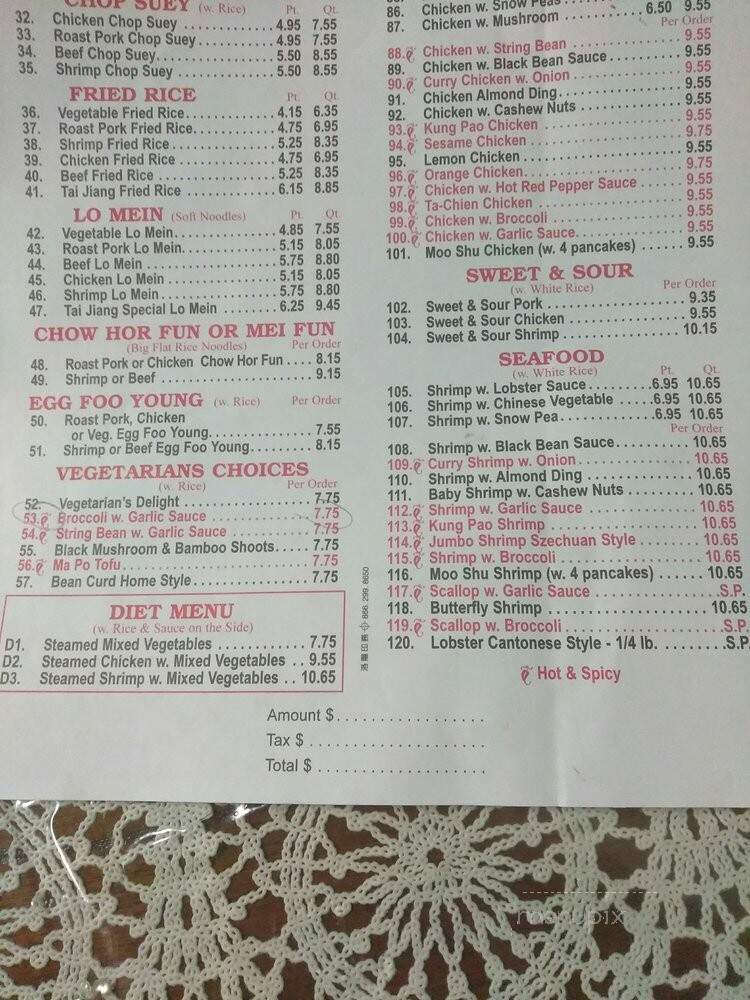 CHOP SUEY (w. Rice)
32. Chicken Chop Suey 4.95 7.55
33. Roast Pork Chop Suey 4.95 7.55
34. Beef Chop Suey 5.50 8.55
35. Shrimp Chop Suey 5.50 8.55
FRIED RICE Pt. Qt.
36. Vegetable Fried Rice 4.15 6.35
37. Roast Pork Fried Rice 4.75 6.95
38. Shrimp Fried Rice 5.25 8.35
39. Chicken Fried Rice 4.75 6.95
40. Beef Fried Rice 5.25 8.35
41. Tai Jiang Fried Rice 6.15 8.85
LO MEIN (Soft Noodles) Pt. Qt.
42. Vegetable Lo Mein 4.85 7.55
43. Roast Pork Lo Mein 5.15 8.05
44. Beef Lo Mein 5.75 8.80
45. Chicken Lo Mein 5.15 8.05
46. Shrimp Lo Mein 5.75 8.80
47. Tai Jiang Special Lo Mein 6.25 9.45
CHOW HOR FUN OR MEI FUN
(Big Flat Rice Noodles) Per Order
48. Roast Pork or Chicken Chow Hor Fun 8.15
49. Shrimp or Beef 9.15
EGG FOO YOUNG (w. Rice) Per Order
50. Roast Pork, Chicken
or Veg. Egg Foo Young 7.55
51. Shrimp or Beef Egg Foo Young 8.15
VEGETARIANS CHOICES
(w. Rice) Per Order
52. Vegetarian's Delight 7.75
53. Broccoli w. Garlic Sauce 7.75
54. String Bean w. Garlic Sauce 7.75
55. Black Mushroom & Bamboo Shoots 7.75
56. Ma Po Tofu 7.75
57. Bean Curd Home Style 7.75
DIET MENU
(w. Rice & Sauce on the Side)
D1. Steamed Mixed Vegetables 7.75
D2. Steamed Chicken w. Mixed Vegetables 9.55
D3. Steamed Shrimp w. Mixed Vegetables 10.65
866.299.8650
86. Chicken w. Snow Peas 9.55
87. Chicken w. Mushroom 6.50 9.55
Per Order
88. Chicken w. String Bean 9.55
89. Chicken w. Black Bean Sauce 9.55
90. Curry Chicken w. Onion 9.55
91. Chicken Almond Ding 9.55
92. Chicken w. Cashew Nuts 9.55
93. Kung Pao Chicken 9.55
94. Sesame Chicken 9.75
95. Lemon Chicken 9.55
96. Orange Chicken 9.75
97. Chicken w. Hot Red Pepper Sauce 9.55
98. Ta-Chien Chicken 9.55
99. Chicken w. Broccoli 9.55
100. Chicken w. Garlic Sauce 9.55
101. Moo Shu Chicken (w. 4 pancakes) 9.55
SWEET & SOUR
(w. White Rice) Per Order
102. Sweet & Sour Pork 9.35
103. Sweet & Sour Chicken 9.55
104. Sweet & Sour Shrimp 10.15
SEAFOOD
(w. White Rice) Pt. Qt.
105. Shrimp w. Lobster Sauce 6.95 10.65
106. Shrimp w. Chinese Vegetable 6.95 10.65
107. Shrimp w. Snow Pea 6.95 10.65
Per Order
108. Shrimp w. Black Bean Sauce 10.65
109. Curry Shrimp w. Onion 10.65
110. Shrimp w. Almond Ding 10.65
111. Baby Shrimp w. Cashew Nuts 10.65
112. Shrimp w. Garlic Sauce 10.65
113. Kung Pao Shrimp 10.65
114. Jumbo Shrimp Szechuan Style 10.65
115. Shrimp w. Broccoli 10.65
116. Moo Shu Shrimp (w. 4 pancakes) 10.65
117. Scallop w. Garlic Sauce S.P.
118. Butterfly Shrimp 10.65
119. Scallop w. Broccoli S.P.
120. Lobster Cantonese Style - 1/4 lb. S.P.
Hot & Spicy
Amount $
Tax $
Total $